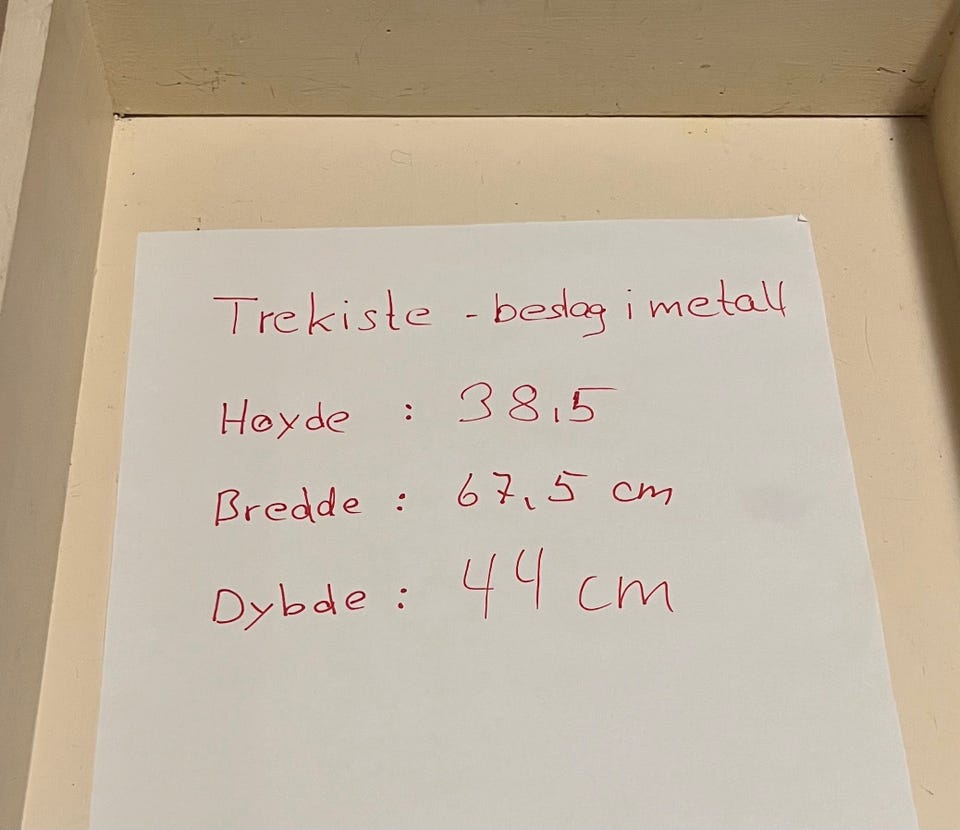 Trekiste - beslag i metall
Høyde : 38,5
Bredde : 67,5 cm
Dybde : 44 cm